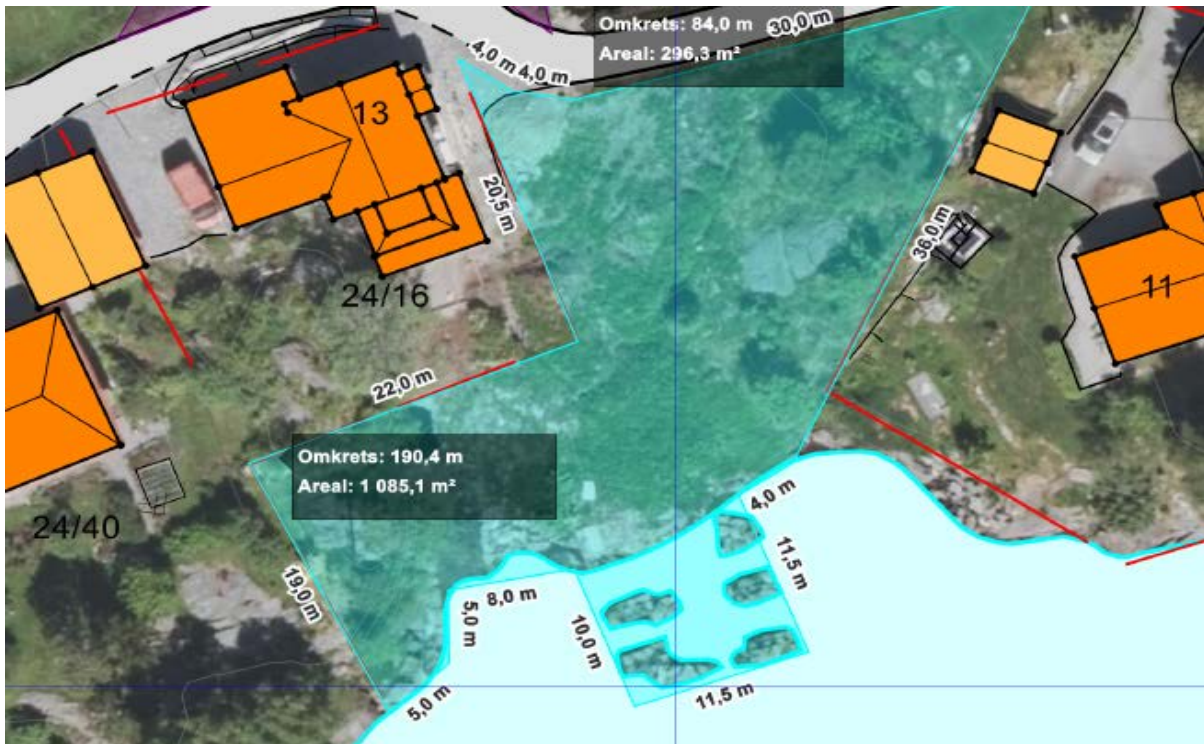 Omkrets: 84,0 m
Areal: 296,3 m²
30,0 m
4,0 m
4,0 m
13
20,5 m
36,0 m
11
24/16
22,0 m
Omkrets: 190,4 m
Areal: 1 085,1 m²
24/40
4,0 m
11,5 m
19,0 m
8,0 m
5,0 m
10,0 m
5,0 m
11,5 m